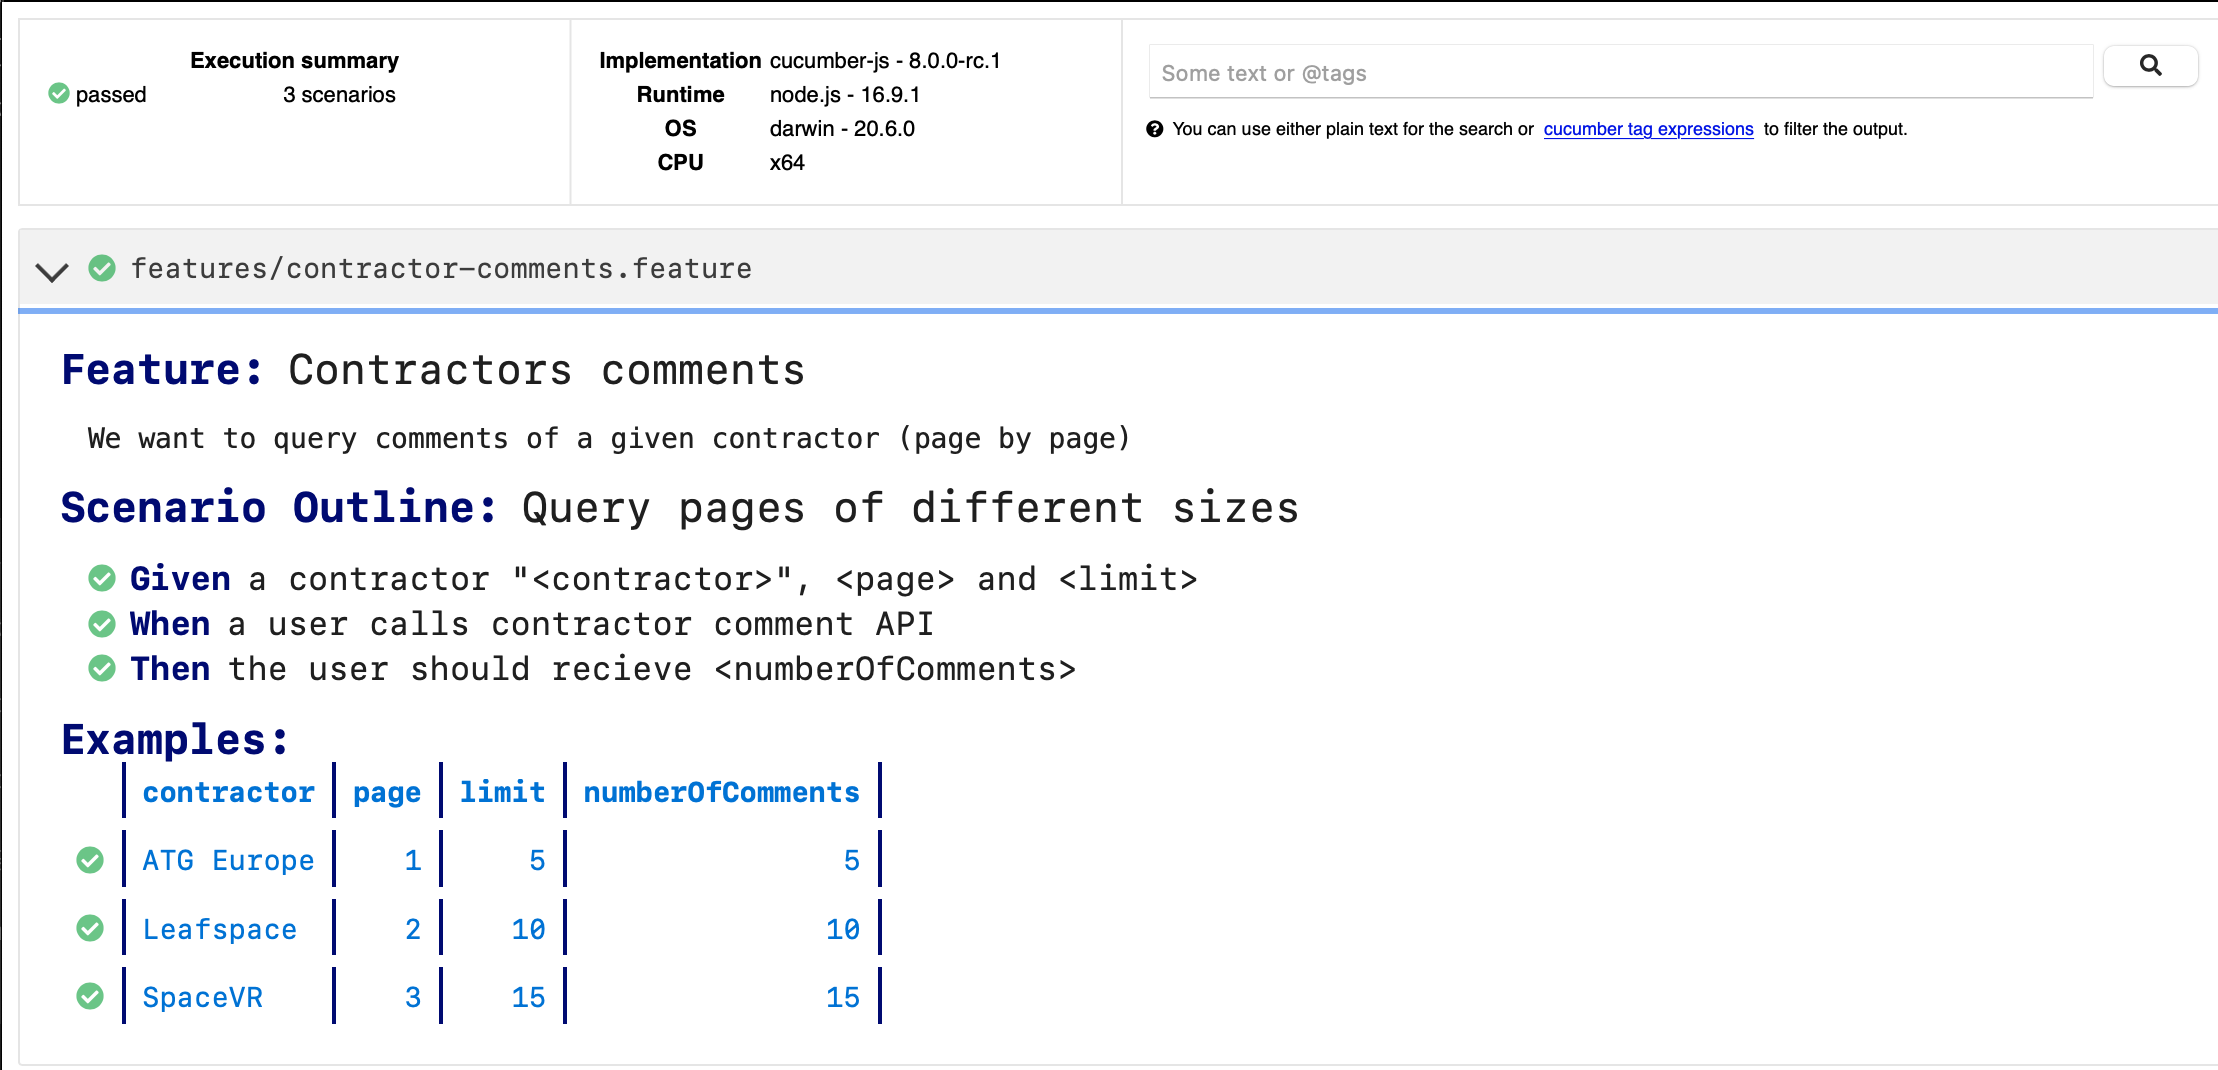 Execution summary
passed 3 scenarios
Implementation cucumber-js - 8.0.0-rc.1
Runtime node.js - 16.9.1
OS darwin - 20.6.0
CPU x64
Some text or @tags
You can use either plain text for the search or cucumber tag expressions to filter the output.
features/contractor-comments.feature
Feature: Contractors comments
We want to query comments of a given contractor (page by page)
Scenario Outline: Query pages of different sizes
Given a contractor "<contractor>", <page> and <limit>
When a user calls contractor comment API
Then the user should recieve <numberOfComments>
Examples:
contractor page limit numberOfComments
ATG Europe 1 5 5
Leafspace 2 10 10
SpaceVR 3 15 15